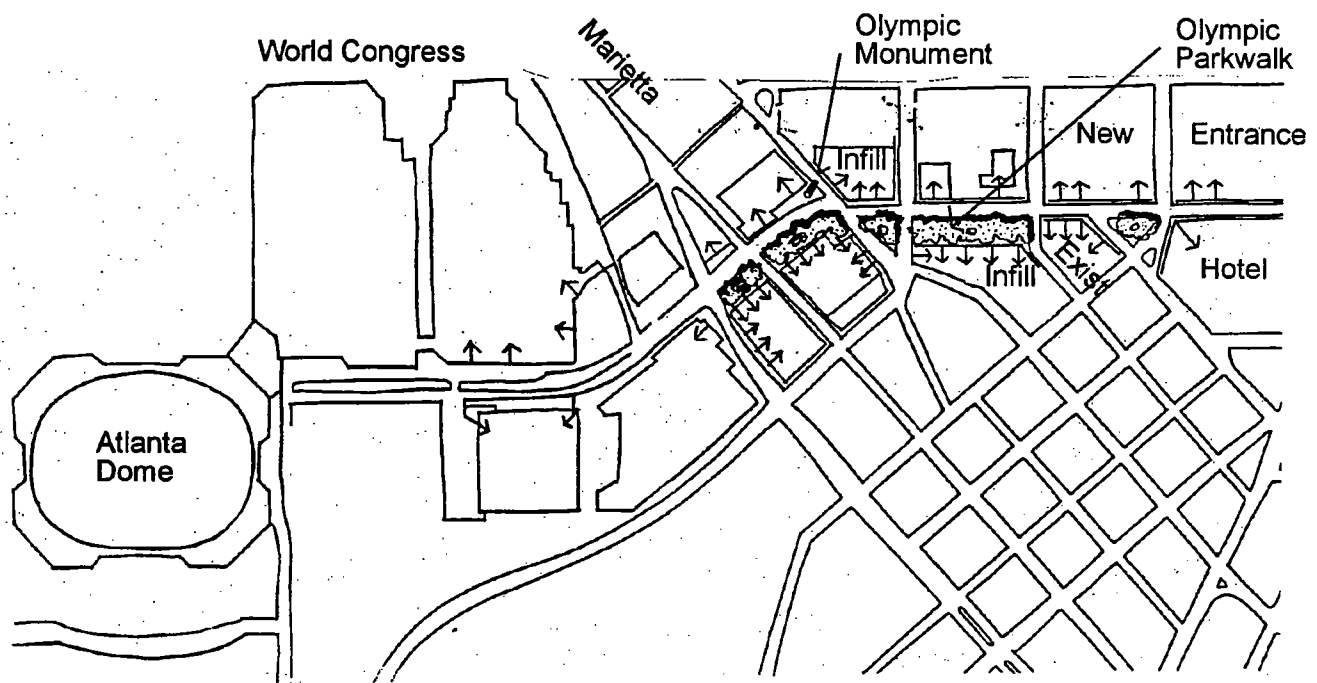 World Congress
Marietta
Olympic
Monument
Olympic
Parkwalk
Infill
New
Entrance
Infill
Exist
Hotel
Atlanta
Dome